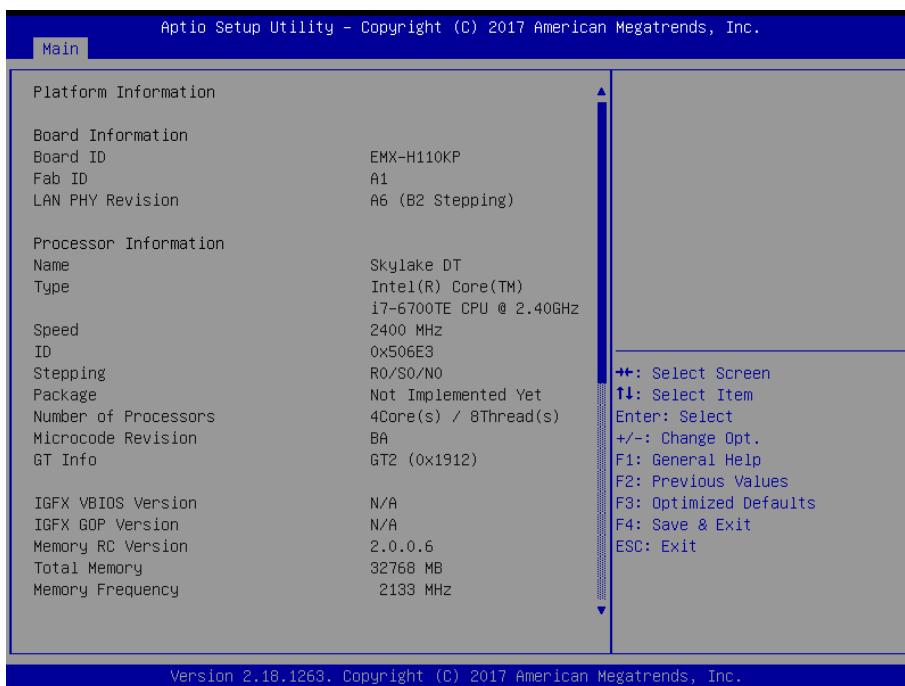 Aptio Setup Utility – Copyright (C) 2017 American Megatrends, Inc.
Main
Platform Information
Board Information
Board ID EMX-H110KP
Fab ID A1
LAN PHY Revision A6 (B2 Stepping)
Processor Information
Name Skylake DT
Type Intel(R) Core(TM)
i7-6700TE CPU @ 2.40GHz
Speed 2400 MHz
ID 0x506E3
Stepping R0/S0/N0
Package Not Implemented Yet
Number of Processors 4Core(s) / 8Thread(s)
Microcode Revision BA
GT Info GT2 (0x1912)
IGFX VBIOS Version N/A
IGFX GOP Version N/A
Memory RC Version 2.0.0.6
Total Memory 32768 MB
Memory Frequency 2133 MHz
→←: Select Screen
↑↓: Select Item
Enter: Select
+/-: Change Opt.
F1: General Help
F2: Previous Values
F3: Optimized Defaults
F4: Save & Exit
ESC: Exit
Version 2.18.1263. Copyright (C) 2017 American Megatrends, Inc.